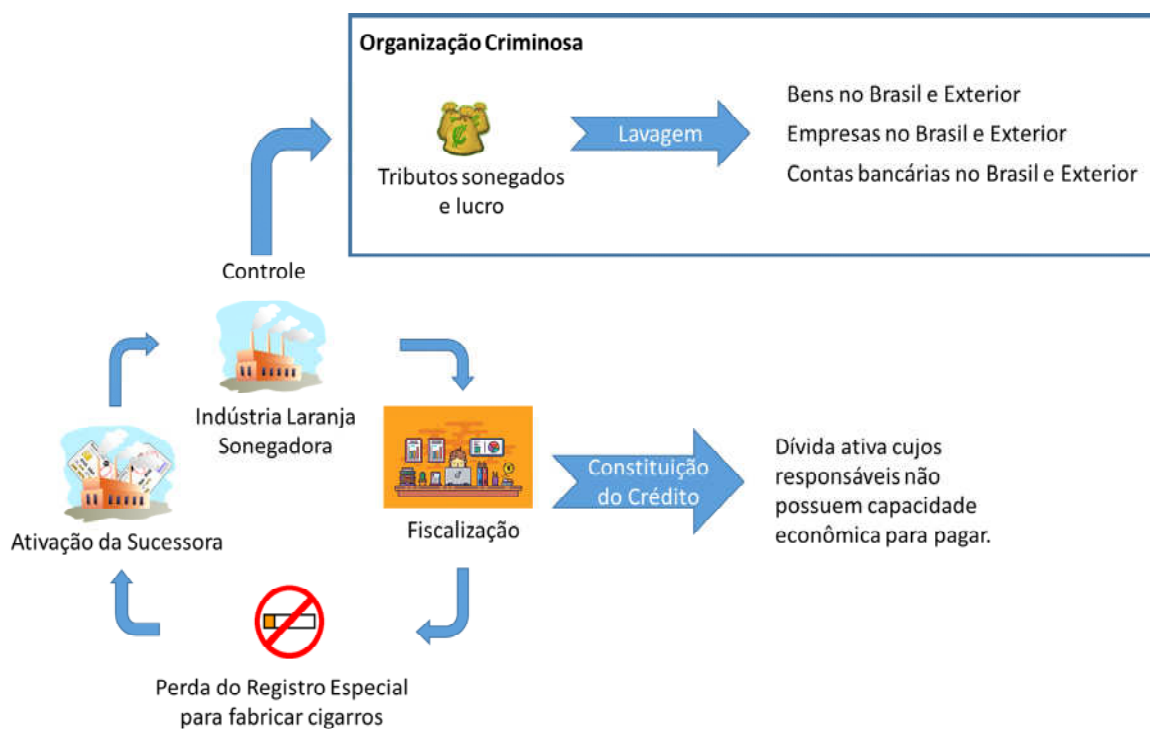 Organização Criminosa
Tributos sonegados
e lucro
Lavagem
Bens no Brasil e Exterior
Empresas no Brasil e Exterior
Contas bancárias no Brasil e Exterior
Controle
Indústria Laranja
Sonegadora
Ativação da Sucessora
Fiscalização
Constituição
do Crédito
Dívida ativa cujos
responsáveis não
possuem capacidade
econômica para pagar.
Perda do Registro Especial
para fabricar cigarros